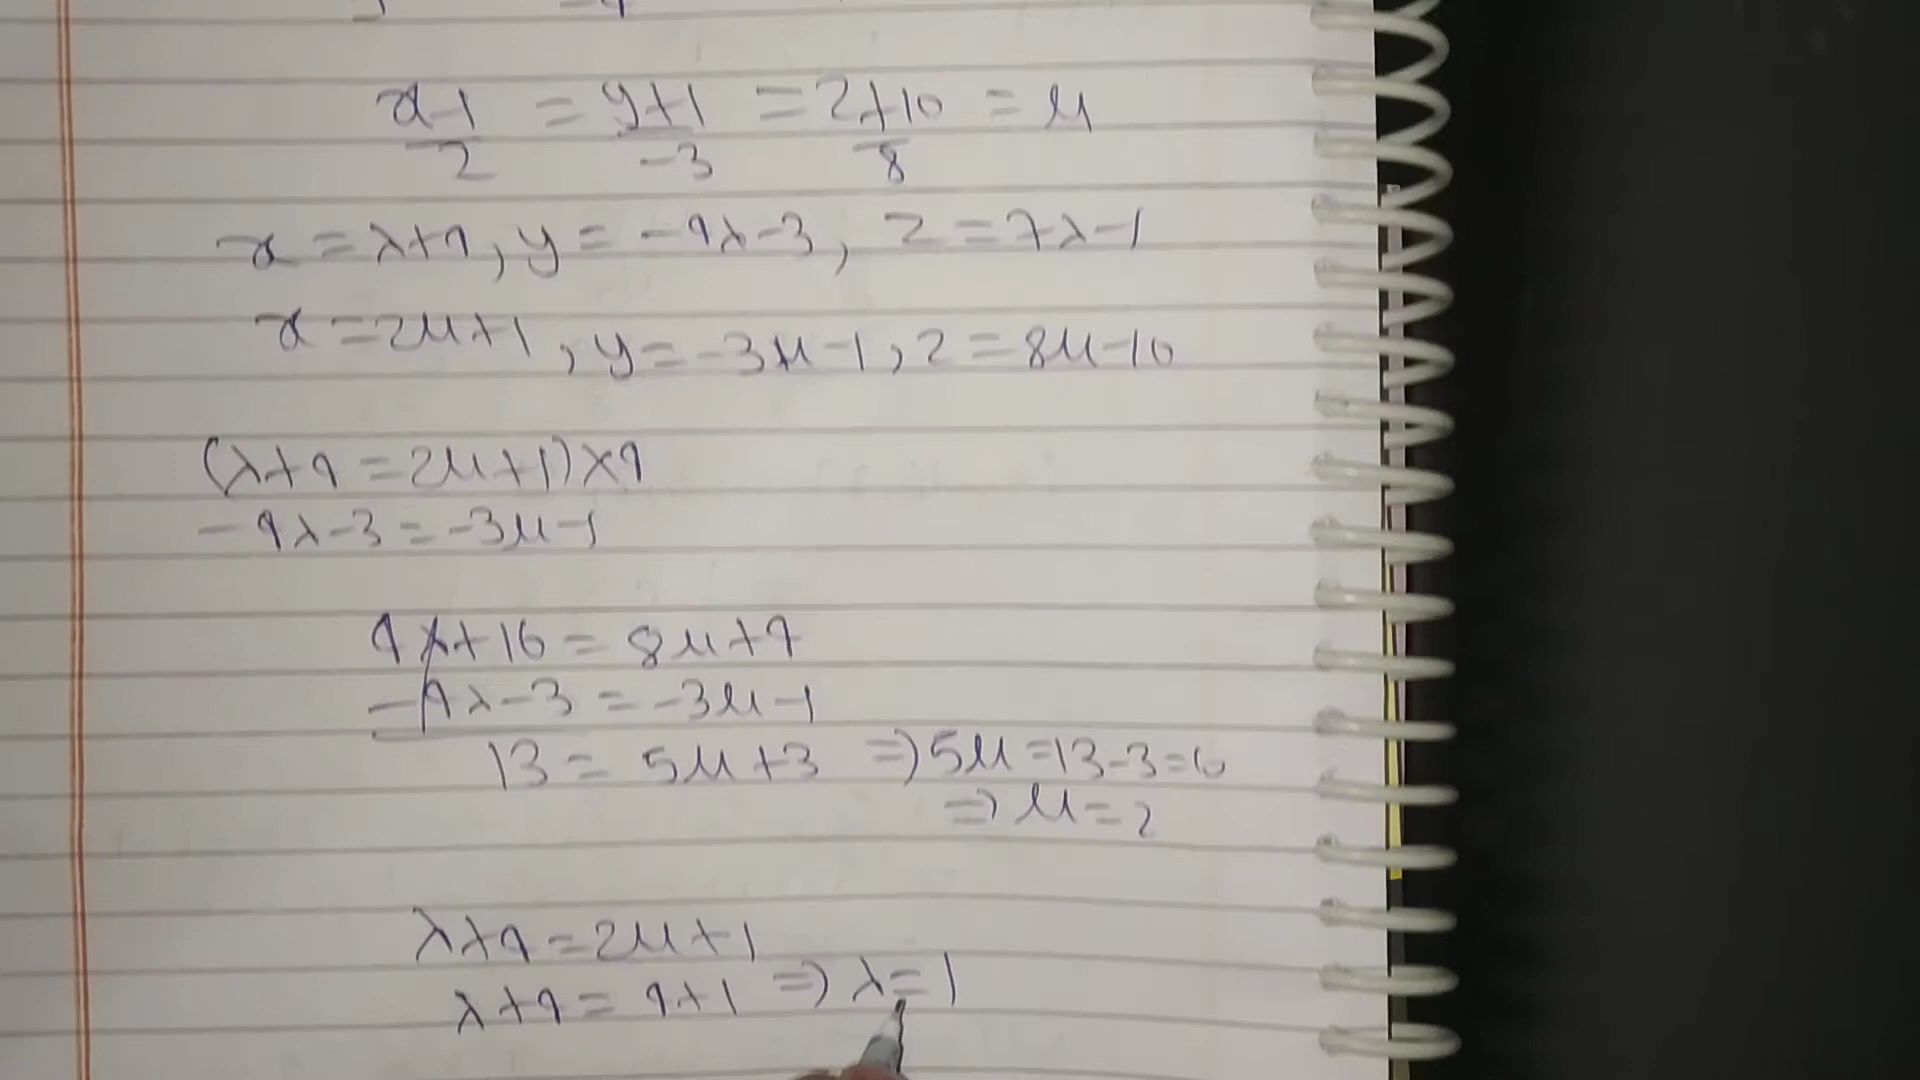 x-1/2 = y+1/-3 = z+10/8 = μ
x = λ+4, y = -4λ-3, z = 7λ-1
x = 2μ+1, y = -3μ-1, z = 8μ-10
(λ+4 = 2μ+1)×4
-4λ-3 = -3μ-1
4λ+16 = 8μ+4
-4λ-3 = -3μ-1
13 = 5μ+3 ⇒ 5μ = 13-3 = 10
⇒ μ = 2
λ+4 = 2μ+1
λ+4 = 4+1 ⇒ λ = 1